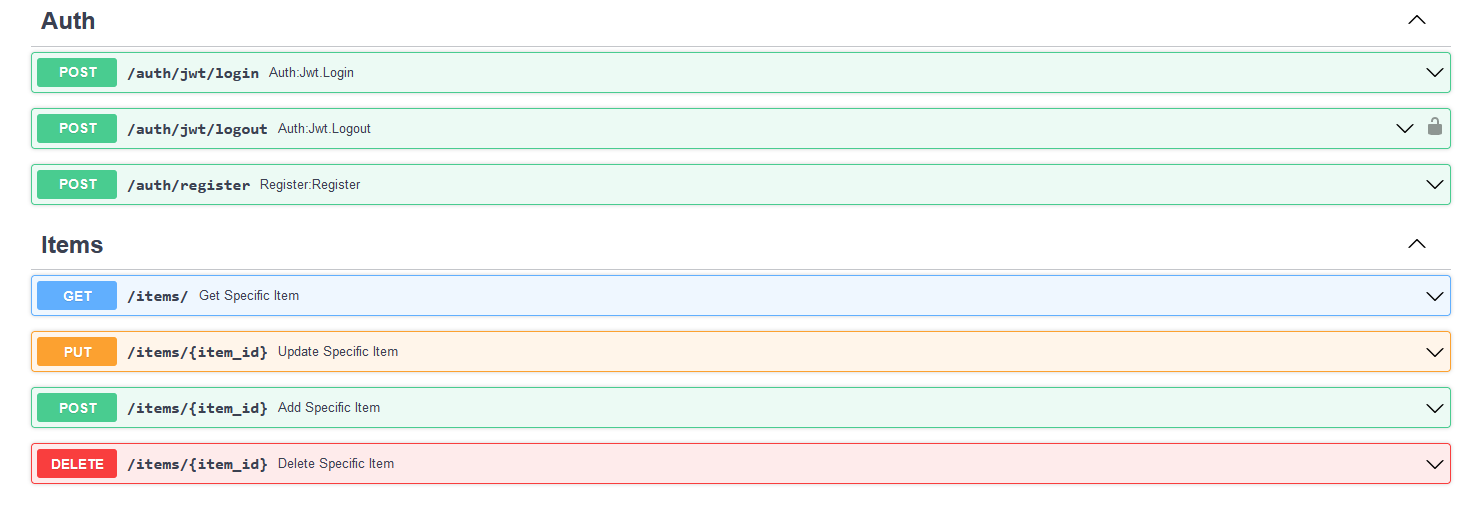 Auth
POST /auth/jwt/login Auth:Jwt.Login
POST /auth/jwt/logout Auth:Jwt.Logout
POST /auth/register Register:Register
Items
GET /items/ Get Specific Item
PUT /items/{item_id} Update Specific Item
POST /items/{item_id} Add Specific Item
DELETE /items/{item_id} Delete Specific Item